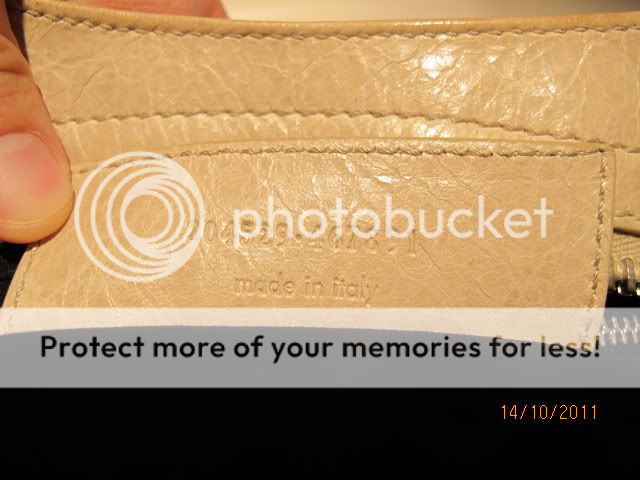 photobucket
made in italy
Protect more of your memories for less!
14/10/2011